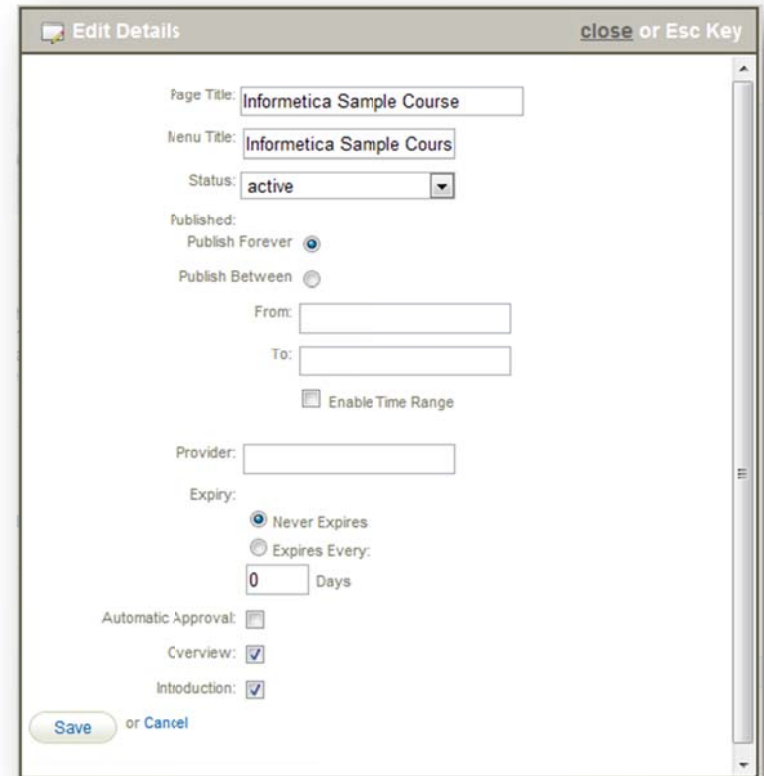 Edit Details close or Esc Key
Page Title: Informetica Sample Course
Menu Title: Informetica Sample Cours
Status: active
Published:
Publish Forever
Publish Between
From:
To:
Enable Time Range
Provider:
Expiry:
Never Expires
Expires Every:
0 Days
Automatic Approval:
Overview:
Introduction:
Save or Cancel